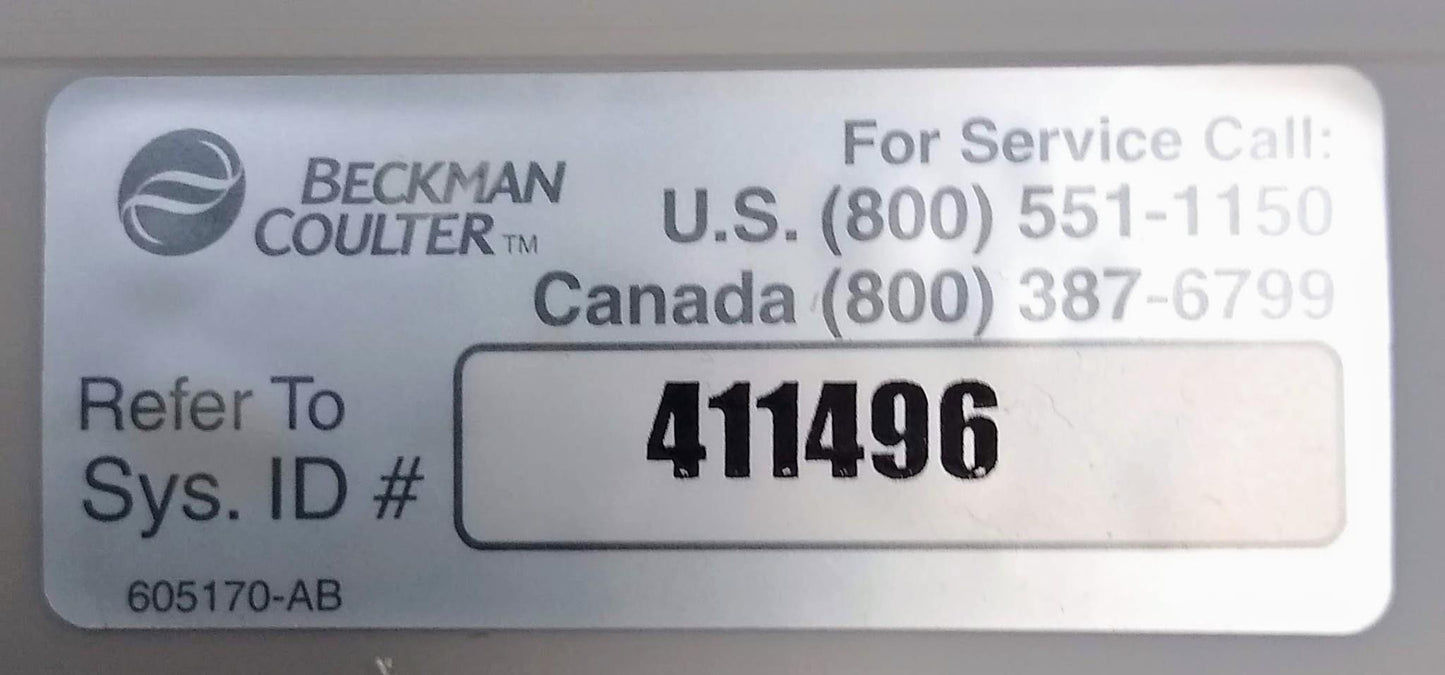 BECKMAN
COULTER™
For Service Call:
U.S. (800) 551-1150
Canada (800) 387-6799
Refer To
Sys. ID #
411496
605170-AB